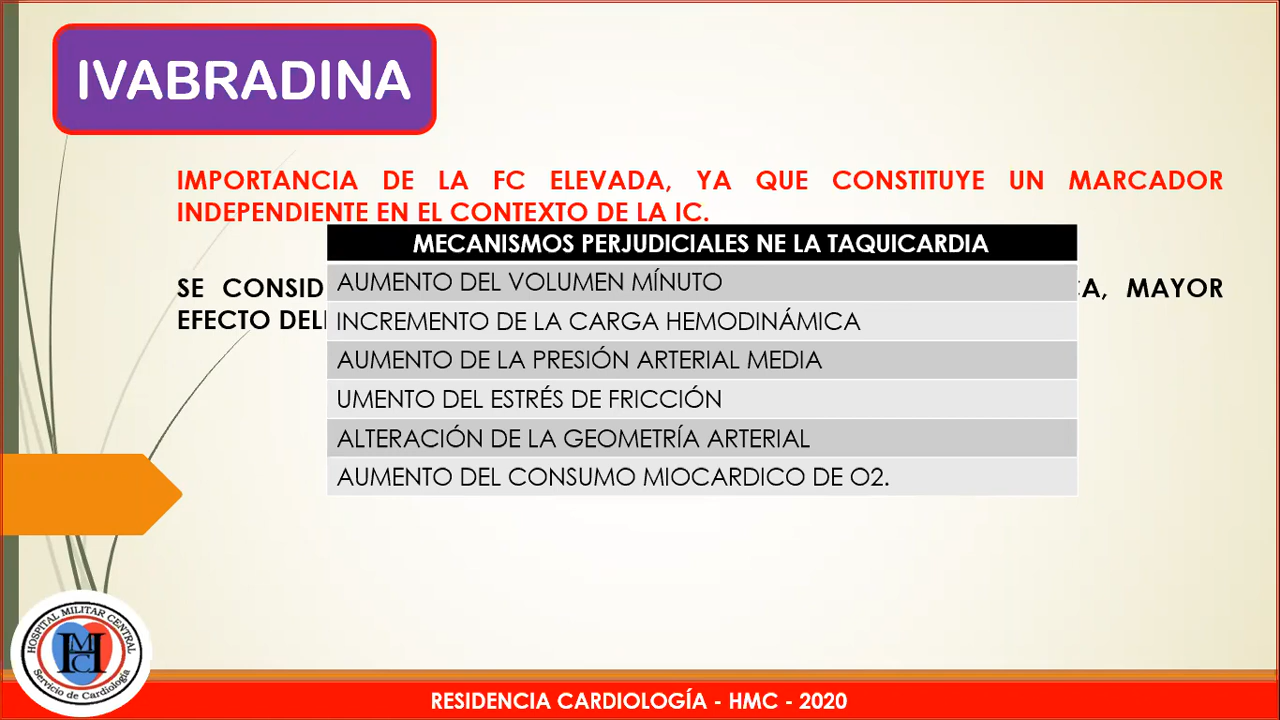 IVABRADINA
IMPORTANCIA DE LA FC ELEVADA, YA QUE CONSTITUYE UN MARCADOR
INDEPENDIENTE EN EL CONTEXTO DE LA IC.
MECANISMOS PERJUDICIALES NE LA TAQUICARDIA
SE CONSID
AUMENTO DEL VOLUMEN MÍNUTO
CA, MAYOR
EFECTO DEL
INCREMENTO DE LA CARGA HEMODINÁMICA
AUMENTO DE LA PRESIÓN ARTERIAL MEDIA
UMENTO DEL ESTRÉS DE FRICCIÓN
ALTERACIÓN DE LA GEOMETRÍA ARTERIAL
AUMENTO DEL CONSUMO MIOCARDICO DE O2.
HOSPITAL MILITAR CENTRAL
HMC
Servicio de Cardiología
RESIDENCIA CARDIOLOGÍA - HMC - 2020